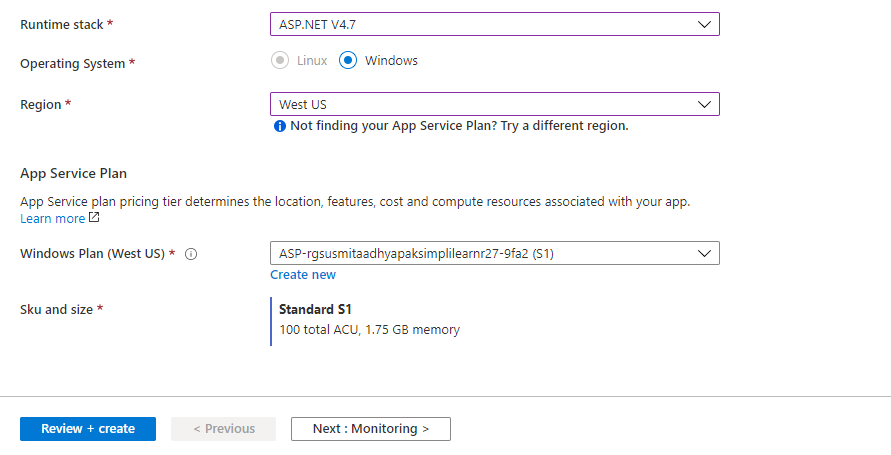 Runtime stack * ASP.NET V4.7
Operating System * Linux Windows
Region * West US
Not finding your App Service Plan? Try a different region.
App Service Plan
App Service plan pricing tier determines the location, features, cost and compute resources associated with your app.
Learn more
Windows Plan (West US) * ASP-rgsusmitaadhyapaksimplilearnr27-9fa2 (S1)
Create new
Sku and size * Standard S1
100 total ACU, 1.75 GB memory
Review + create < Previous Next : Monitoring >